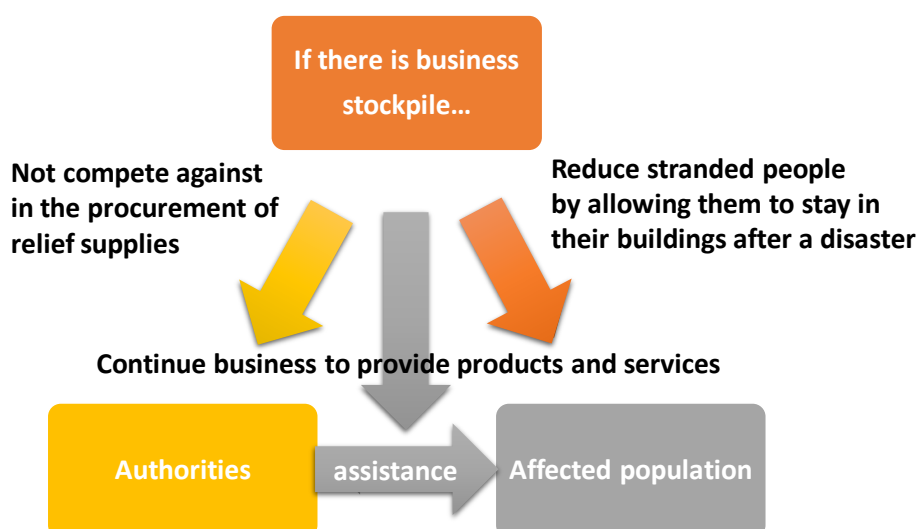 If there is business
stockpile…
Not compete against
in the procurement of
relief supplies
Reduce stranded people
by allowing them to stay in
their buildings after a disaster
Continue business to provide products and services
Authorities
assistance
Affected population